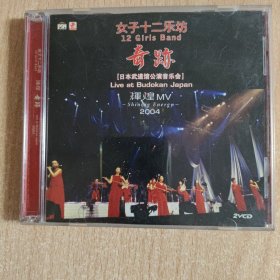 女子十二乐坊
12 Girls Band
奇迹
[日本武道馆公演音乐会]
Live at Budokan Japan
辉煌MV
Shining Energy
2004
2VCD